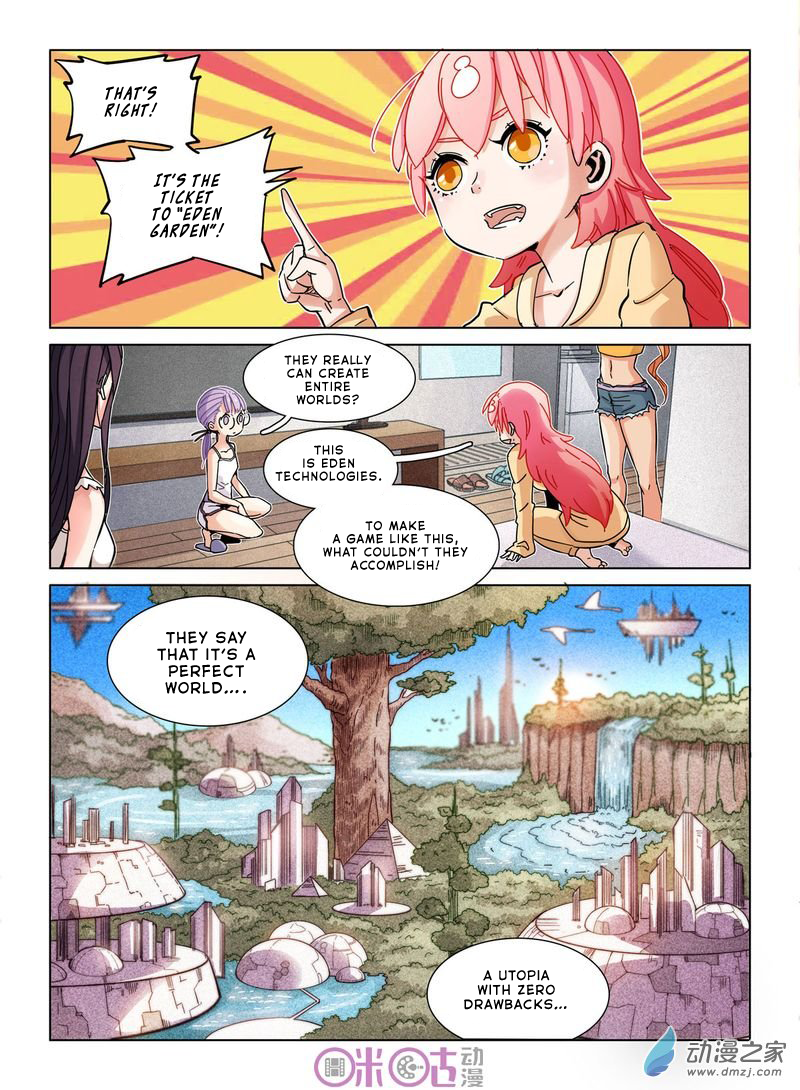 THAT'S
RIGHT!
IT'S THE
TICKET
TO "EDEN
GARDEN"!
THEY REALLY
CAN CREATE
ENTIRE
WORLDS?
THIS
IS EDEN
TECHNOLOGIES.
TO MAKE
A GAME LIKE THIS,
WHAT COULDN'T THEY
ACCOMPLISH!
THEY SAY
THAT IT'S A
PERFECT
WORLD....
A UTOPIA
WITH ZERO
DRAWBACKS...
咪咕动漫
动漫之家
www.dmzj.com